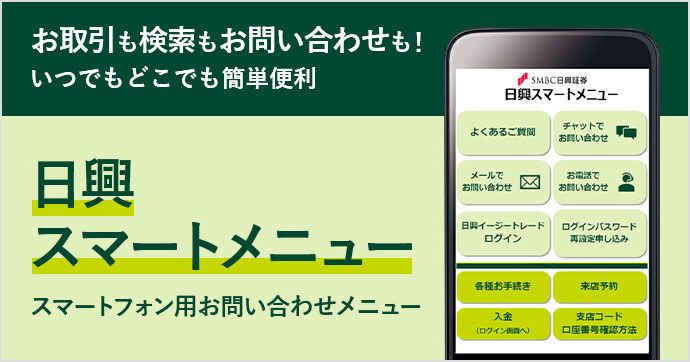 お取引も検索もお問い合わせも!
いつでもどこでも簡単便利
日興
スマートメニュー
スマートフォン用お問い合わせメニュー
SMBC日興証券
日興スマートメニュー
よくあるご質問
チャットで
お問い合わせ
メールで
お問い合わせ
お電話で
お問い合わせ
日興イージートレード
ログイン
ログインパスワード
再設定申し込み
各種お手続き
来店予約
入金
(ログイン画面へ)
支店コード
口座番号確認方法